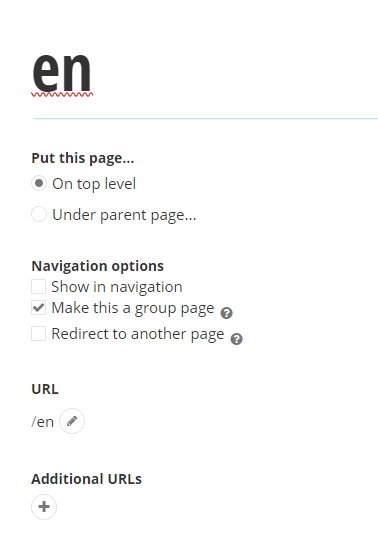 en
Put this page...
On top level
Under parent page...
Navigation options
Show in navigation
Make this a group page ?
Redirect to another page ?
URL
/en
Additional URLs
+